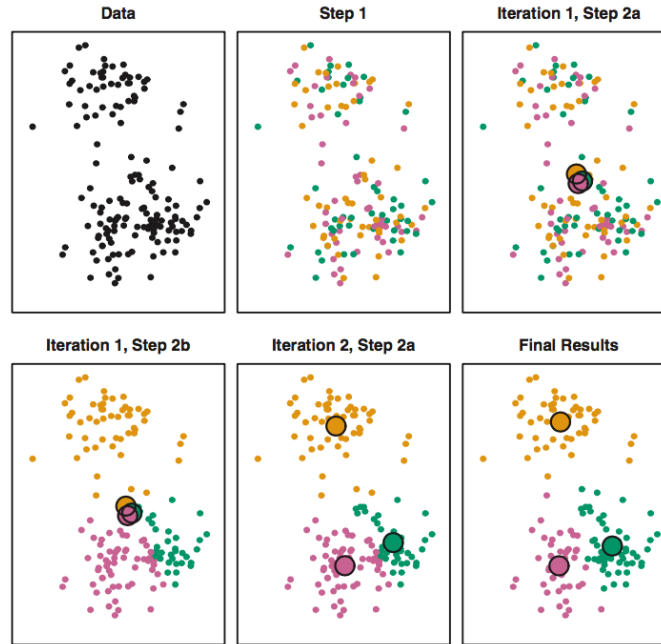 Data
Step 1
Iteration 1, Step 2a
Iteration 1, Step 2b
Iteration 2, Step 2a
Final Results